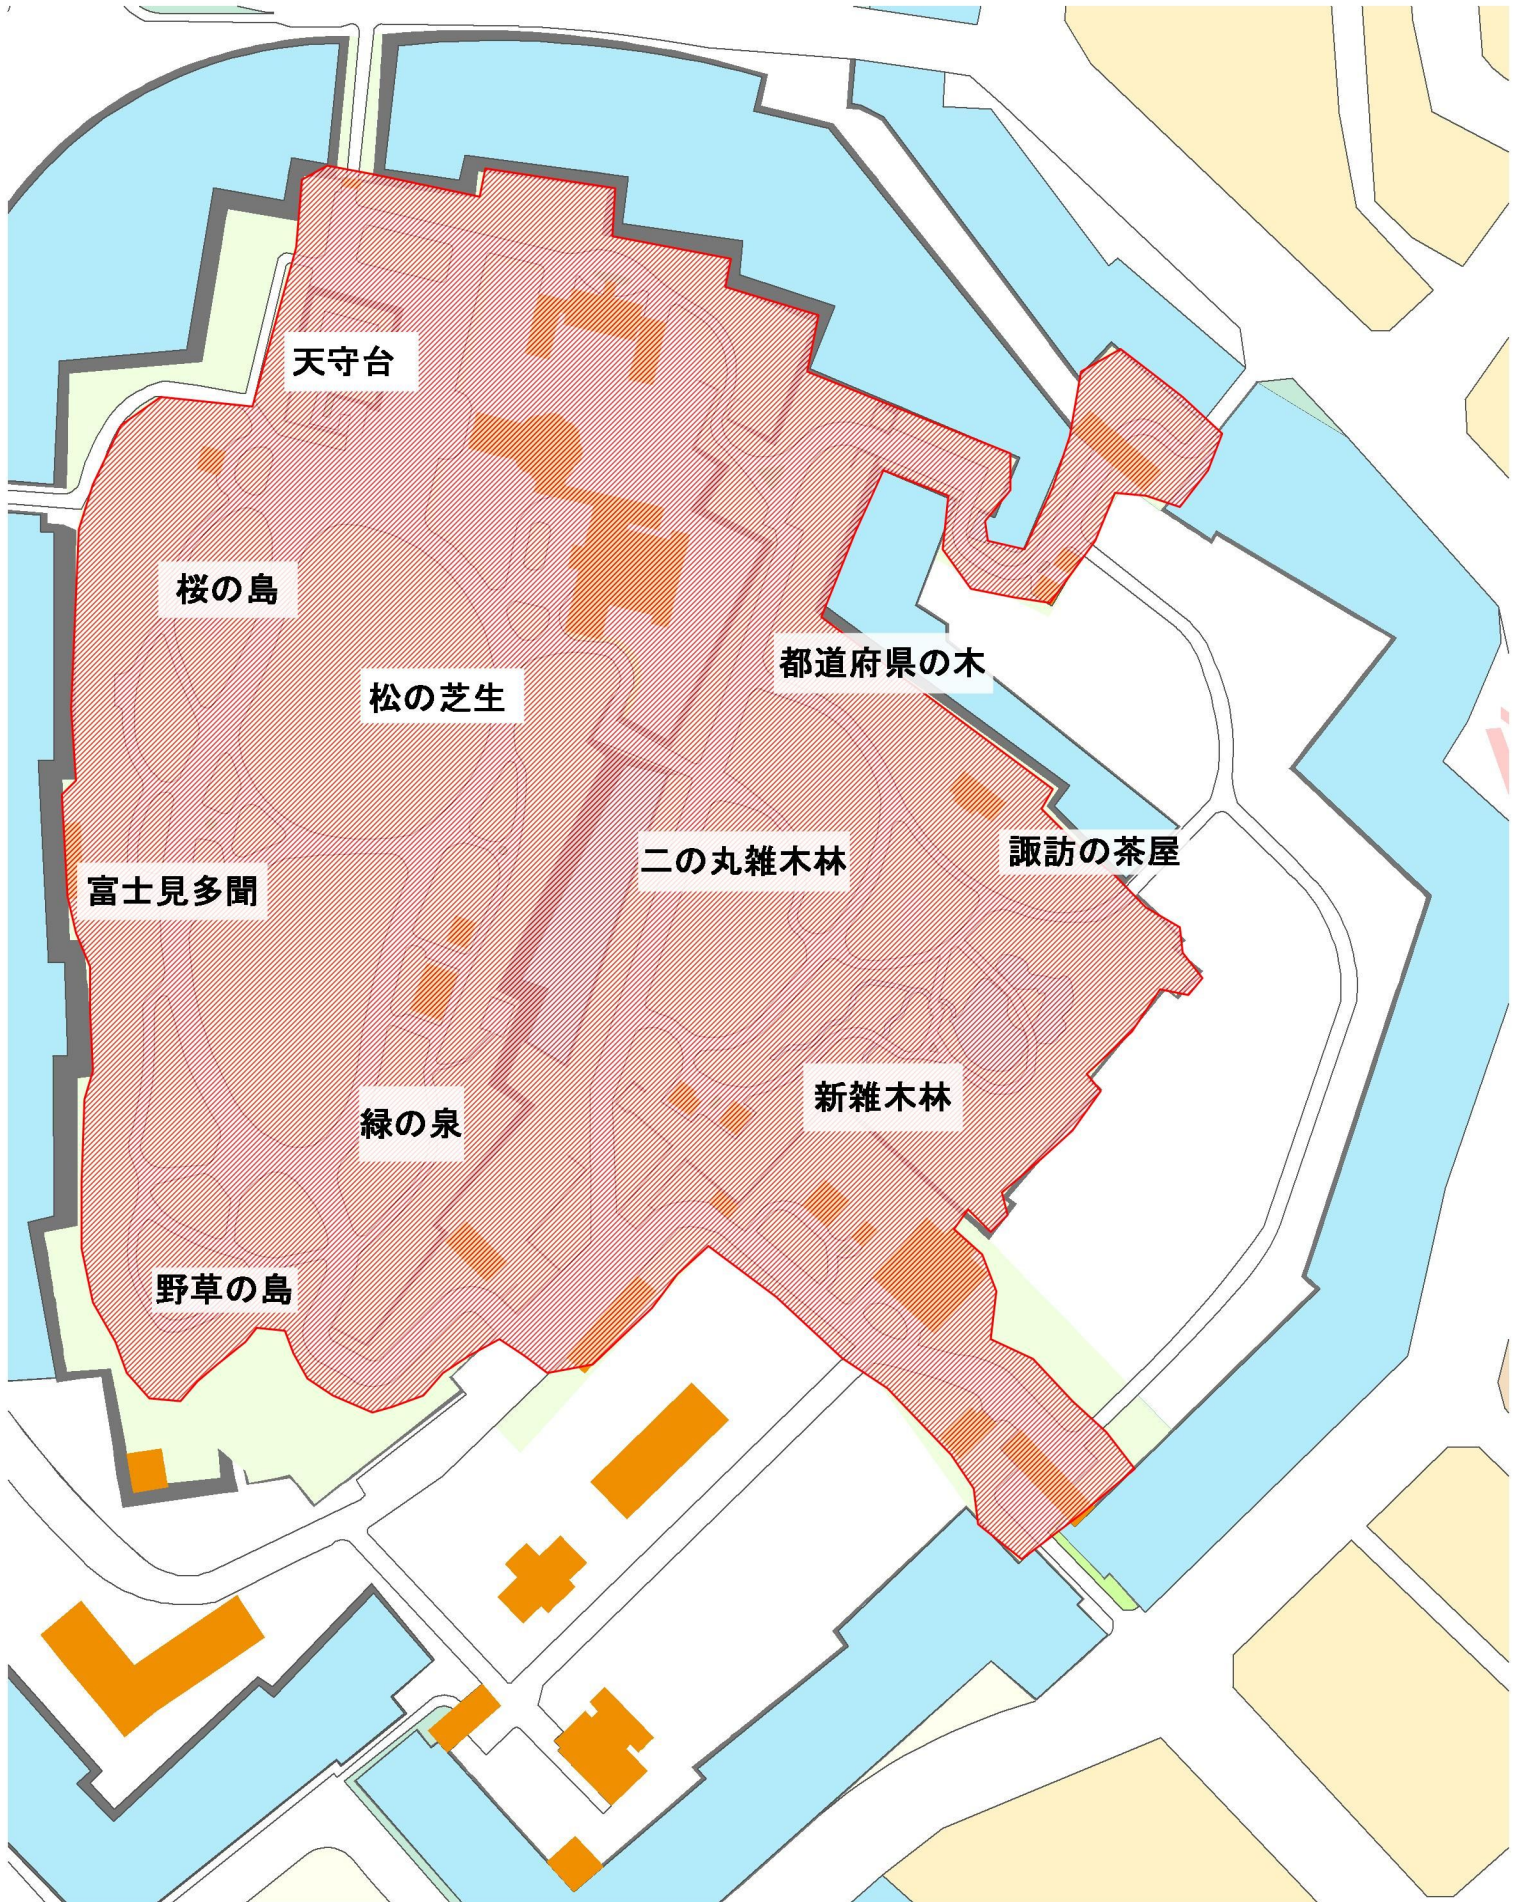 天守台
桜の島
都道府県の木
松の芝生
諏訪の茶屋
二の丸雑木林
富士見多聞
新雑木林
緑の泉
野草の島